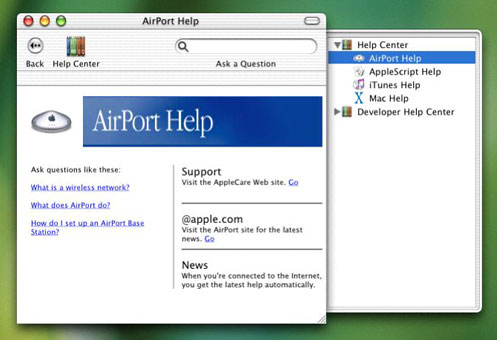 AirPort Help
Back
Help Center
Ask a Question
AirPort Help
Ask questions like these:
What is a wireless network?
What does AirPort do?
How do I set up an AirPort Base
Station?
Support
Visit the AppleCare Web site. Go
@apple.com
Visit the AirPort site for the latest
news. Go
News
When you're connected to the Internet,
you get the latest help automatically.
Help Center
AirPort Help
AppleScript Help
iTunes Help
Mac Help
Developer Help Center